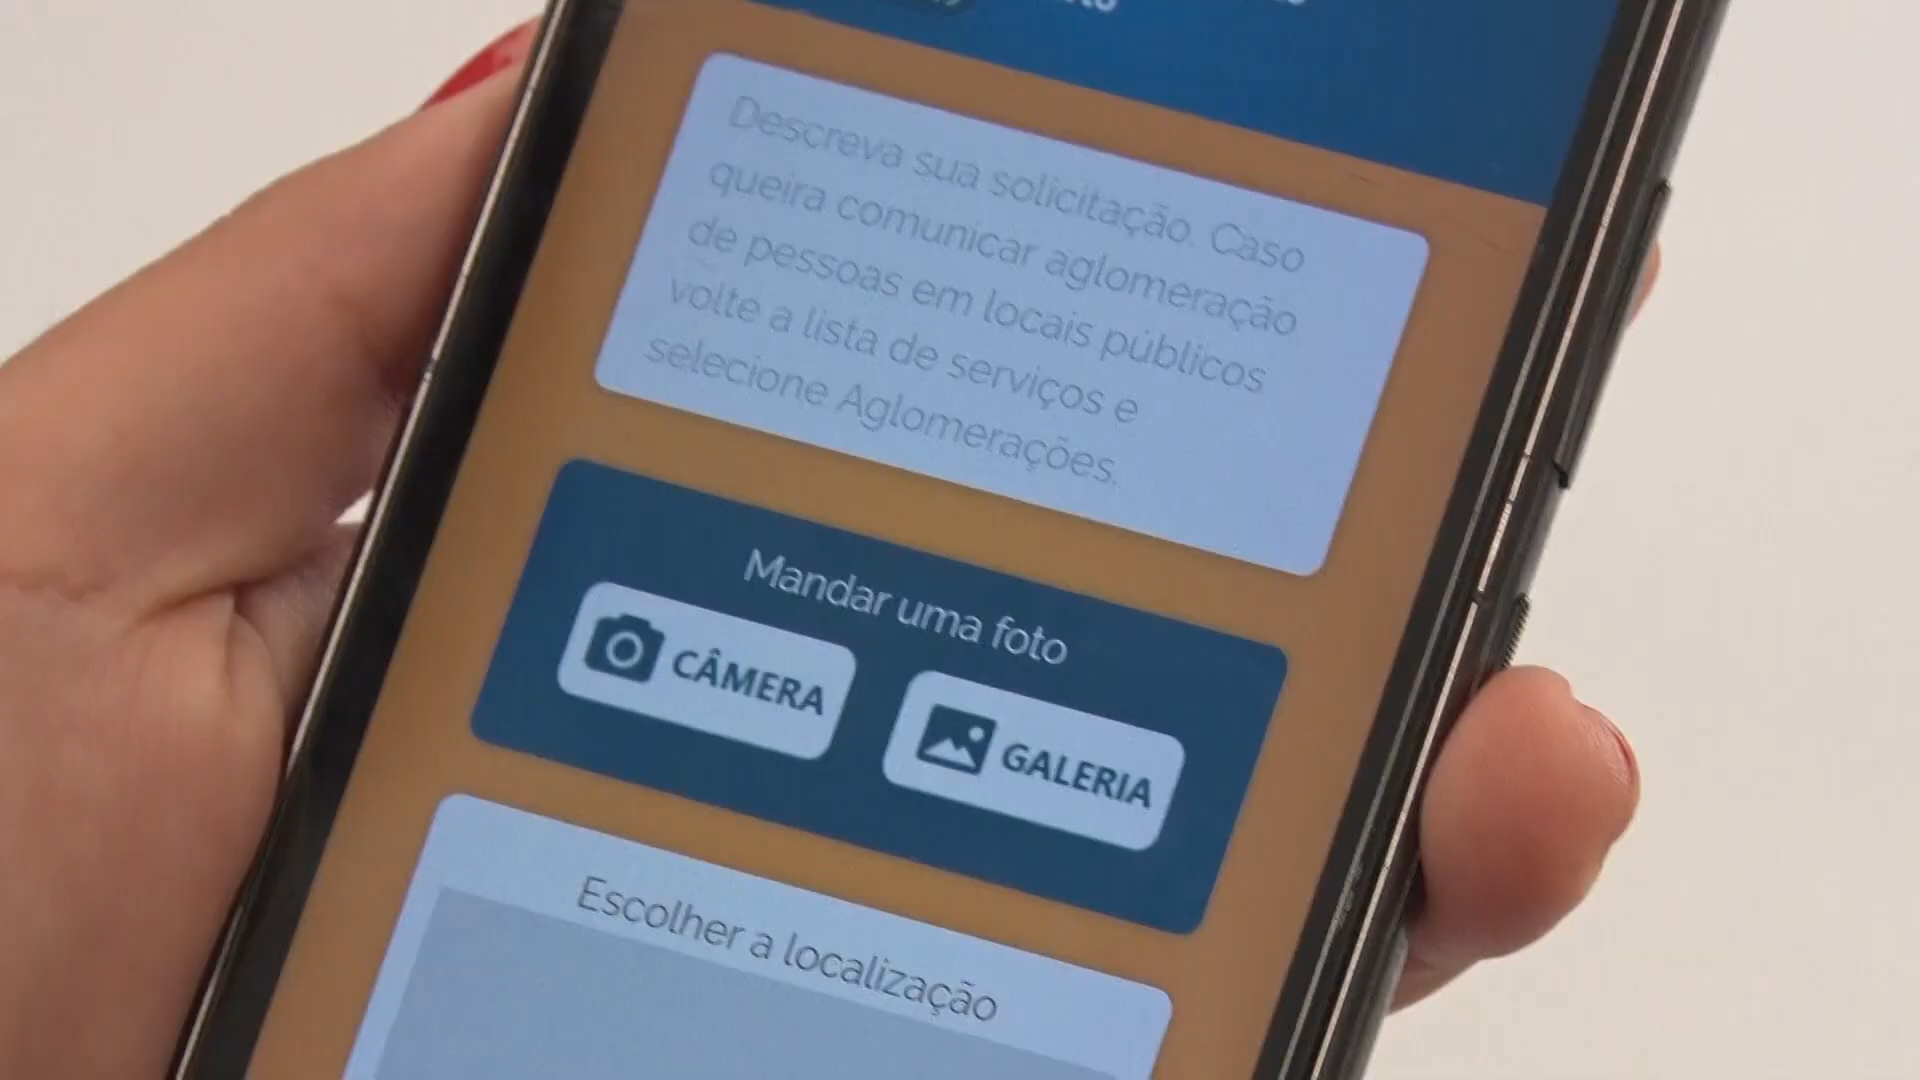 Descreva sua solicitação. Caso
queira comunicar aglomeração
de pessoas em locais públicos
volte a lista de serviços e
selecione Aglomerações.
Mandar uma foto
CÂMERA
GALERIA
Escolher a localização